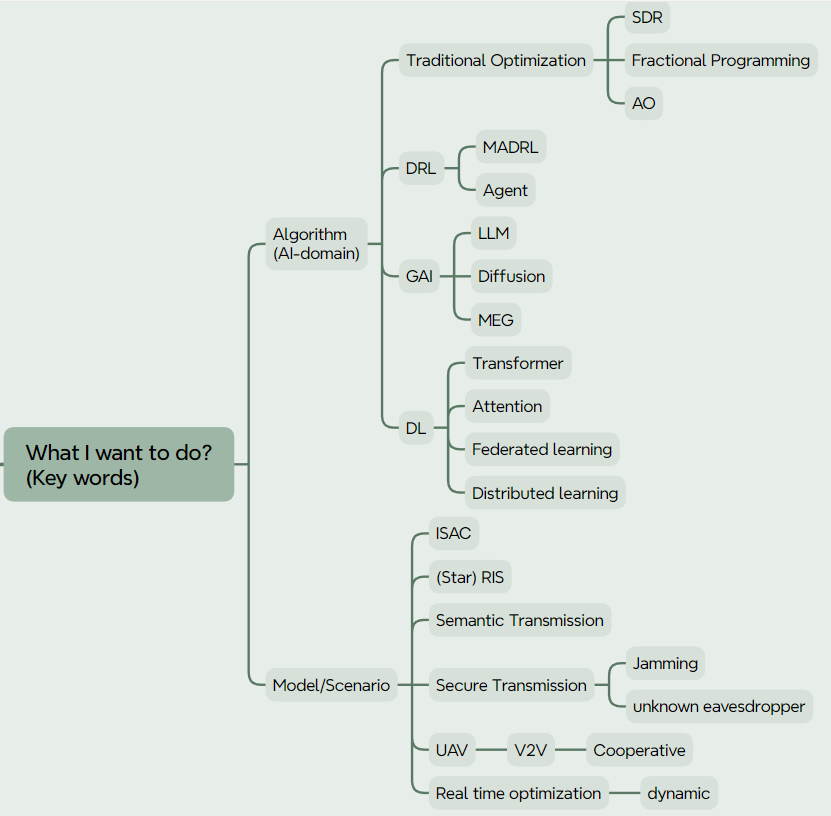 What I want to do?
(Key words)
Algorithm
(AI-domain)
Traditional Optimization
SDR
Fractional Programming
AO
DRL
MADRL
Agent
GAI
LLM
Diffusion
MEG
DL
Transformer
Attention
Federated learning
Distributed learning
Model/Scenario
ISAC
(Star) RIS
Semantic Transmission
Secure Transmission
Jamming
unknown eavesdropper
UAV
V2V
Cooperative
Real time optimization
dynamic